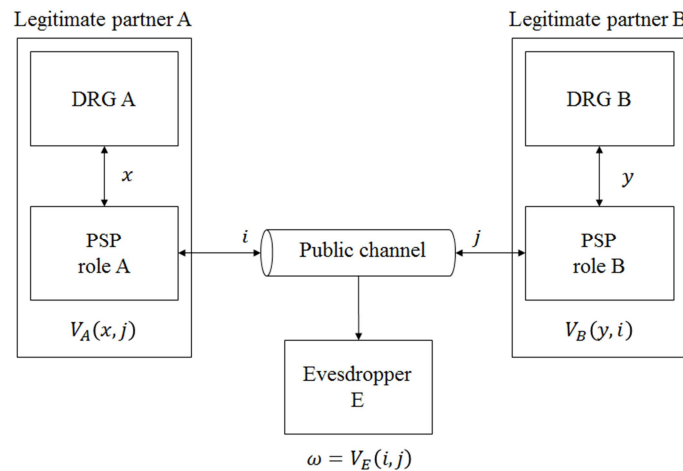 Legitimate partner A
DRG A
x
PSP
role A
V_A(x, j)
i
Public channel
j
Evesdropper
E
ω = V_E(i, j)
Legitimate partner B
DRG B
y
PSP
role B
V_B(y, i)